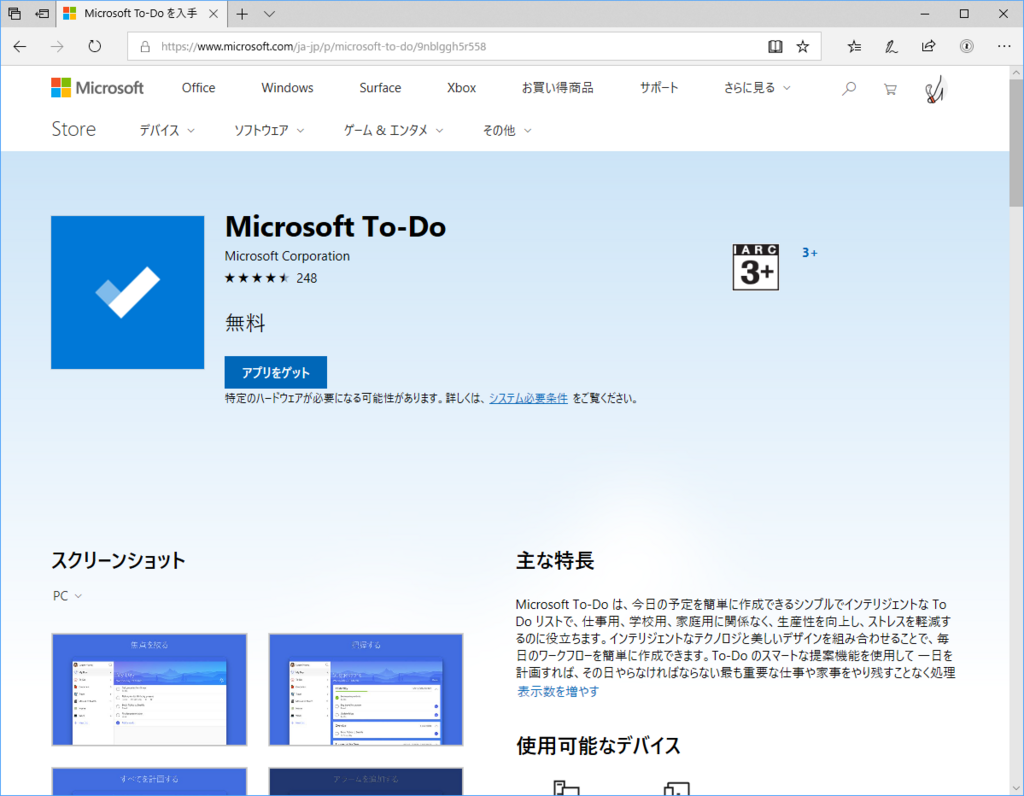 Microsoft To-Do を入手
https://www.microsoft.com/ja-jp/p/microsoft-to-do/9nblggh5r558
Microsoft Office Windows Surface Xbox お買い得商品 サポート さらに見る
Store デバイス ソフトウェア ゲーム & エンタメ その他
Microsoft To-Do
Microsoft Corporation
248
IARC
3+
3+
無料
アプリをゲット
特定のハードウェアが必要になる可能性があります。詳しくは、システム必要条件 をご覧ください。
スクリーンショット
PC
焦点を絞る
すべてを計画する
主な特長
Microsoft To-Do は、今日の予定を簡単に作成できるシンプルでインテリジェントな To
Do リストで、仕事用、学校用、家庭用に関係なく、生産性を向上し、ストレスを軽減す
るのに役立ちます。インテリジェントなテクノロジと美しいデザインを組み合わせることで、毎
日のワークフローを簡単に作成できます。To-Do のスマートな提案機能を使用して 一日を
計画すれば、その日やらなければならない最も重要な仕事や家事をやり残すことなく処理
表示数を増やす
使用可能なデバイス